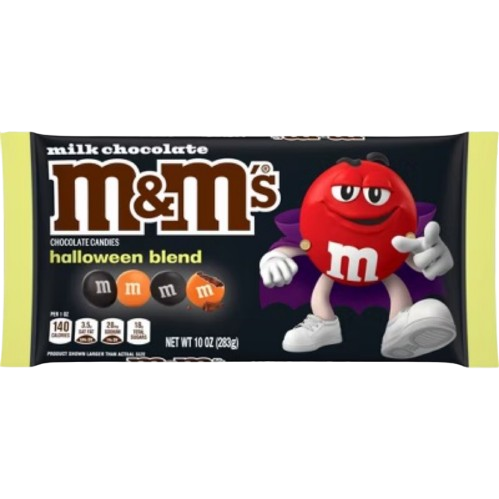 milk chocolate
m&m's
CHOCOLATE CANDIES
halloween blend
m m m m
m
PER 1 OZ
140 CALORIES
3.5g SAT FAT
20mg SODIUM
18g TOTAL SUGARS
NET WT 10 OZ (283g)
PRODUCT SHOWN LARGER THAN ACTUAL SIZE